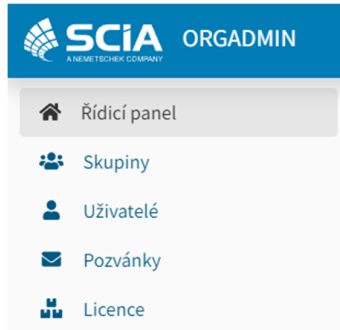 SCIA ORGADMIN
A NEMETSCHEK COMPANY
Řídicí panel
Skupiny
Uživatelé
Pozvánky
Licence